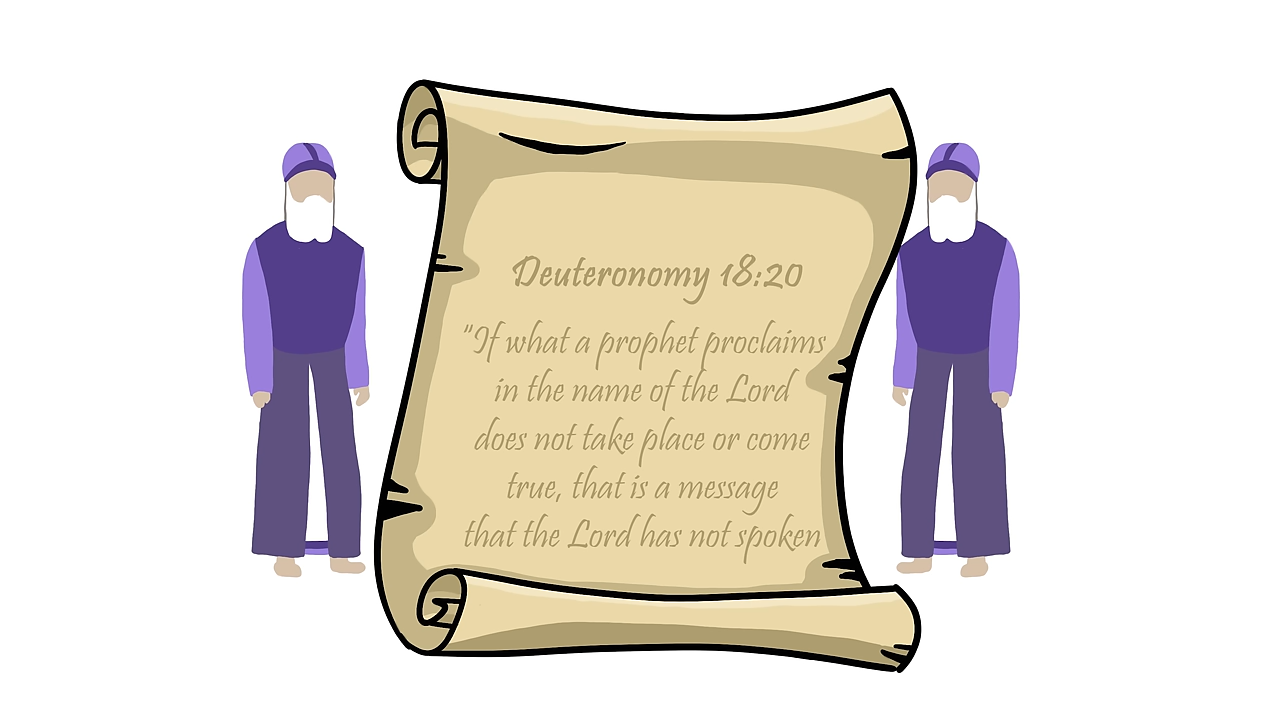 Deuteronomy 18:20
"If what a prophet proclaims
in the name of the Lord
does not take place or come
true, that is a message
that the Lord has not spoken